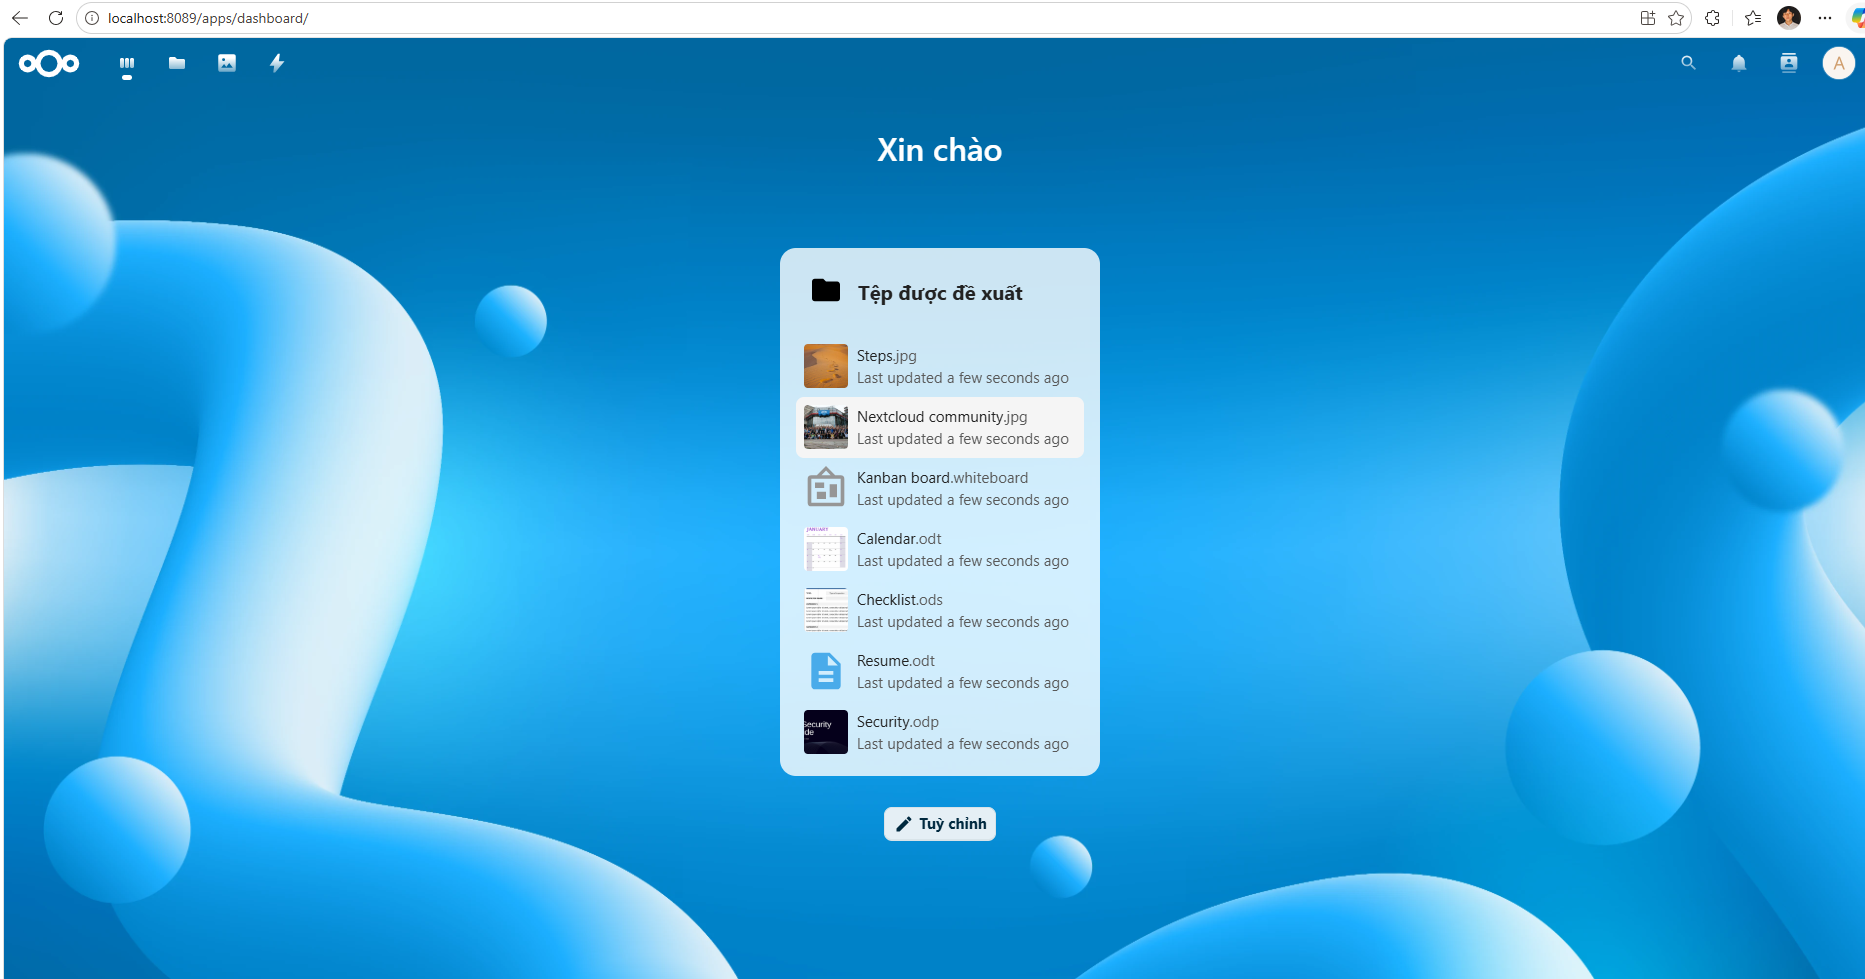 localhost:8089/apps/dashboard/
A
Xin chào
Tệp được đề xuất
Steps.jpg
Last updated a few seconds ago
Nextcloud community.jpg
Last updated a few seconds ago
Kanban board.whiteboard
Last updated a few seconds ago
JANUARY
Calendar.odt
Last updated a few seconds ago
Checklist.ods
Last updated a few seconds ago
Resume.odt
Last updated a few seconds ago
Security
de
Security.odp
Last updated a few seconds ago
Tuỳ chỉnh